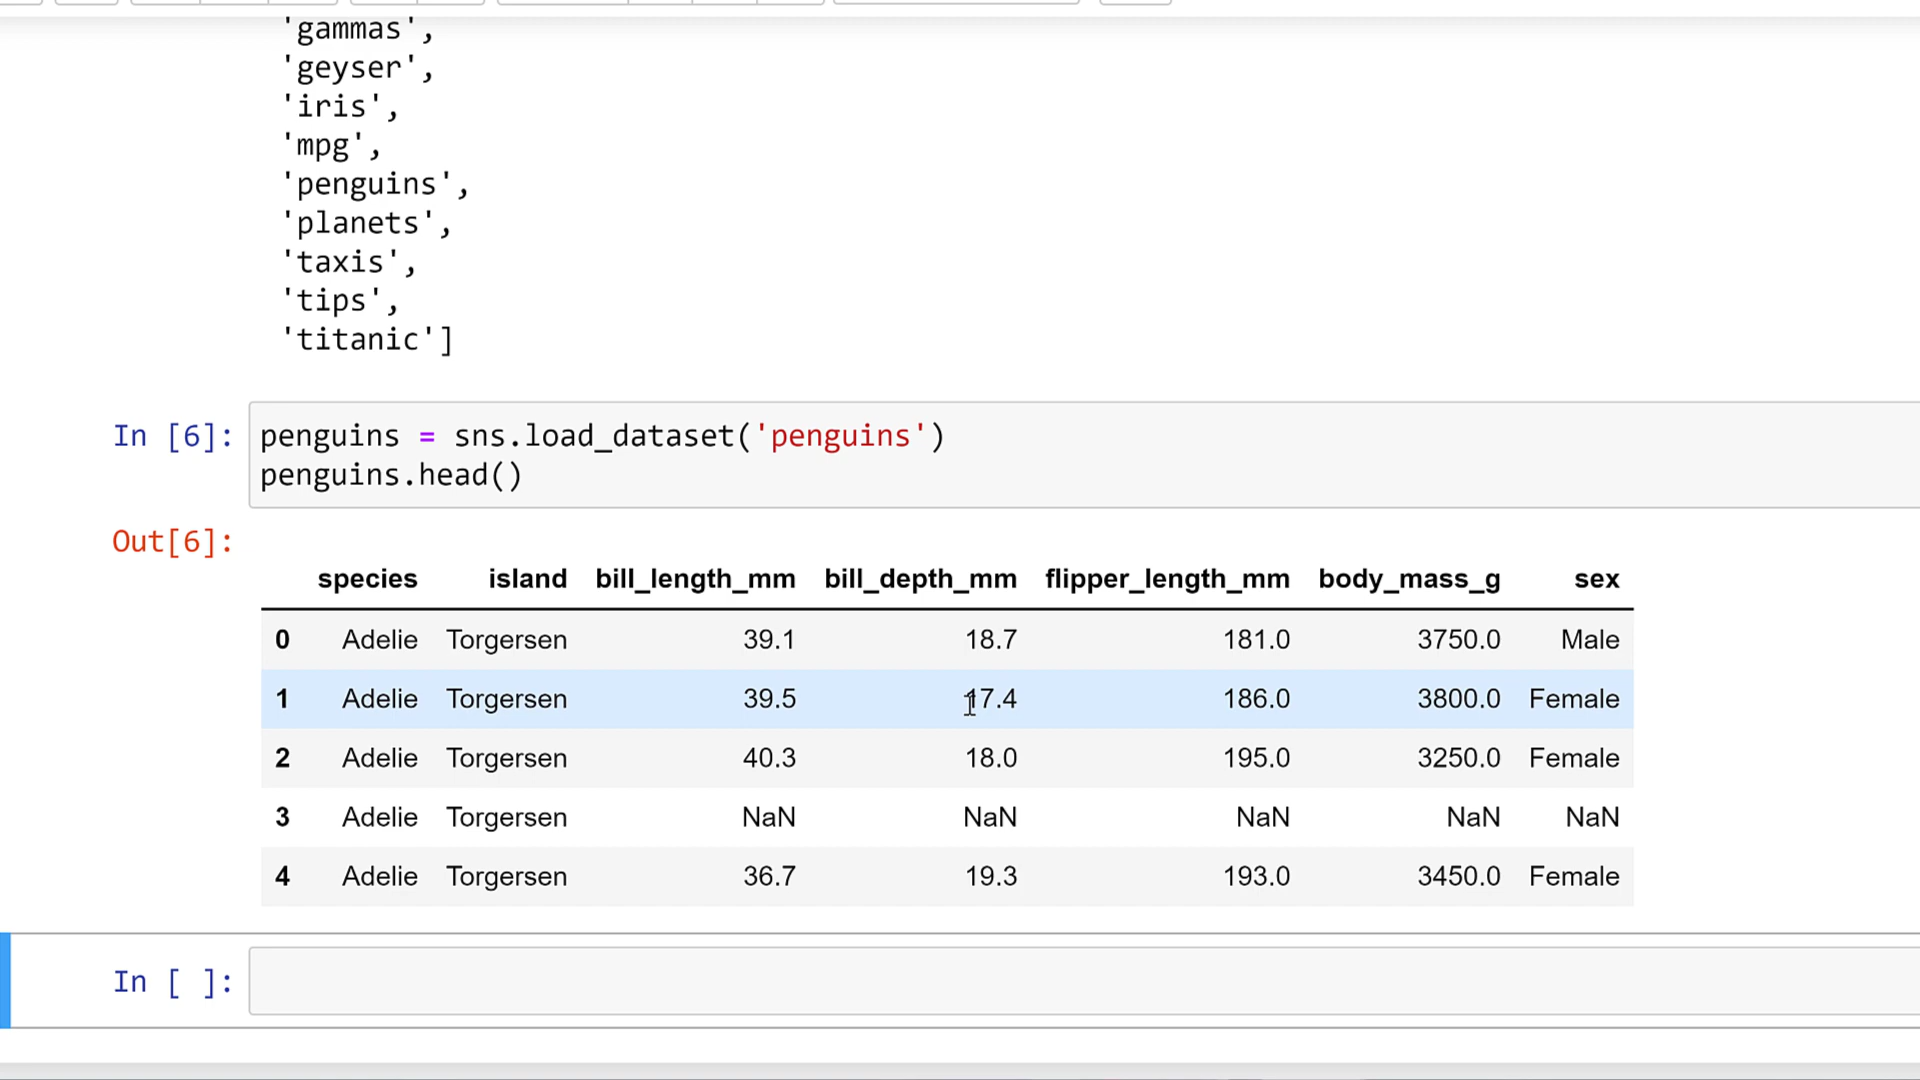 'gammas',
'geyser',
'iris',
'mpg',
'penguins',
'planets',
'taxis',
'tips',
'titanic']
In [6]: penguins = sns.load_dataset('penguins')
penguins.head()
Out[6]:
species island bill_length_mm bill_depth_mm flipper_length_mm body_mass_g sex
0 Adelie Torgersen 39.1 18.7 181.0 3750.0 Male
1 Adelie Torgersen 39.5 17.4 186.0 3800.0 Female
2 Adelie Torgersen 40.3 18.0 195.0 3250.0 Female
3 Adelie Torgersen NaN NaN NaN NaN NaN
4 Adelie Torgersen 36.7 19.3 193.0 3450.0 Female
In [ ]: